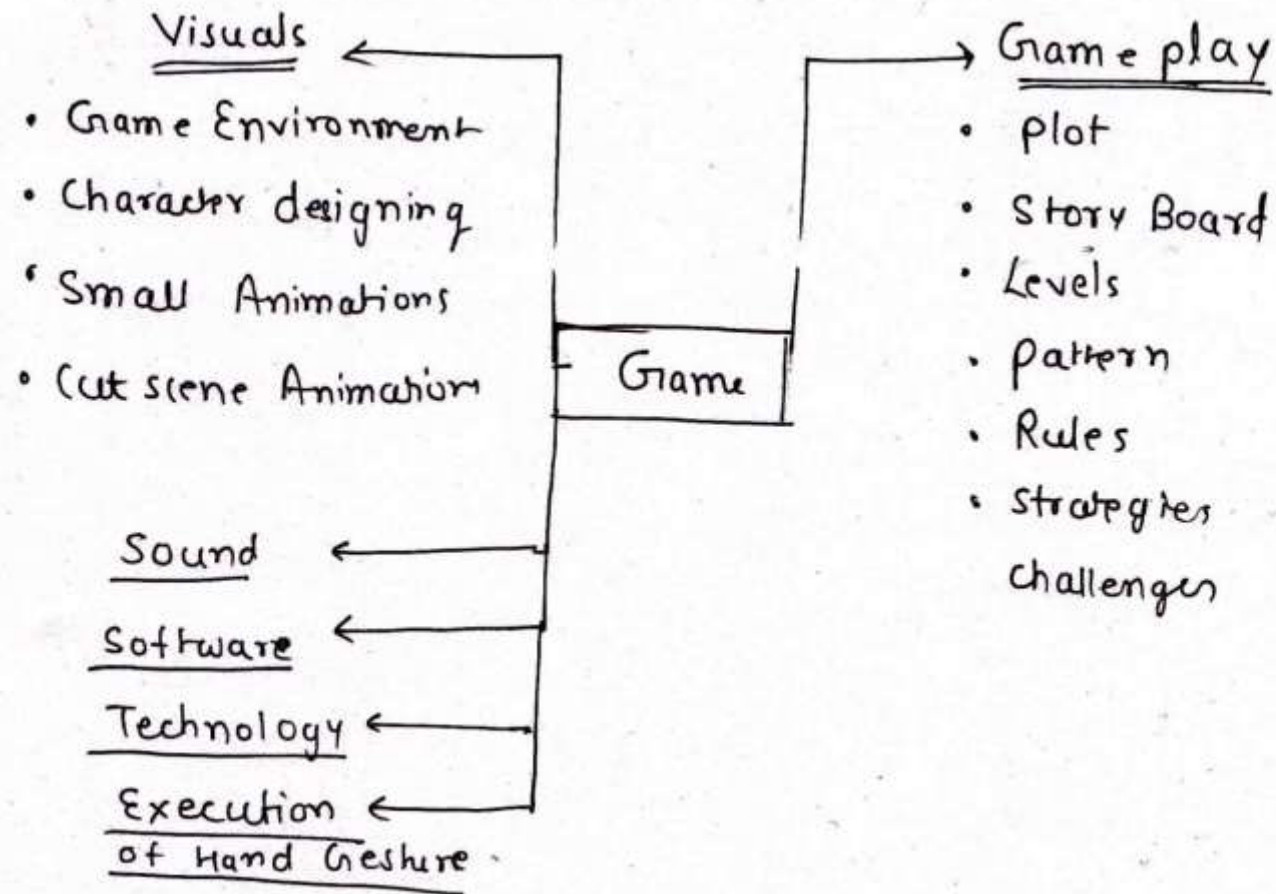 Visuals
• Game Environment
• Character designing
• Small Animations
• Cut scene Animation
Game
Sound
Software
Technology
Execution
of Hand Gesture.
Game play
• Plot
• Story Board
• Levels
• Pattern
• Rules
• Strategies
challenges